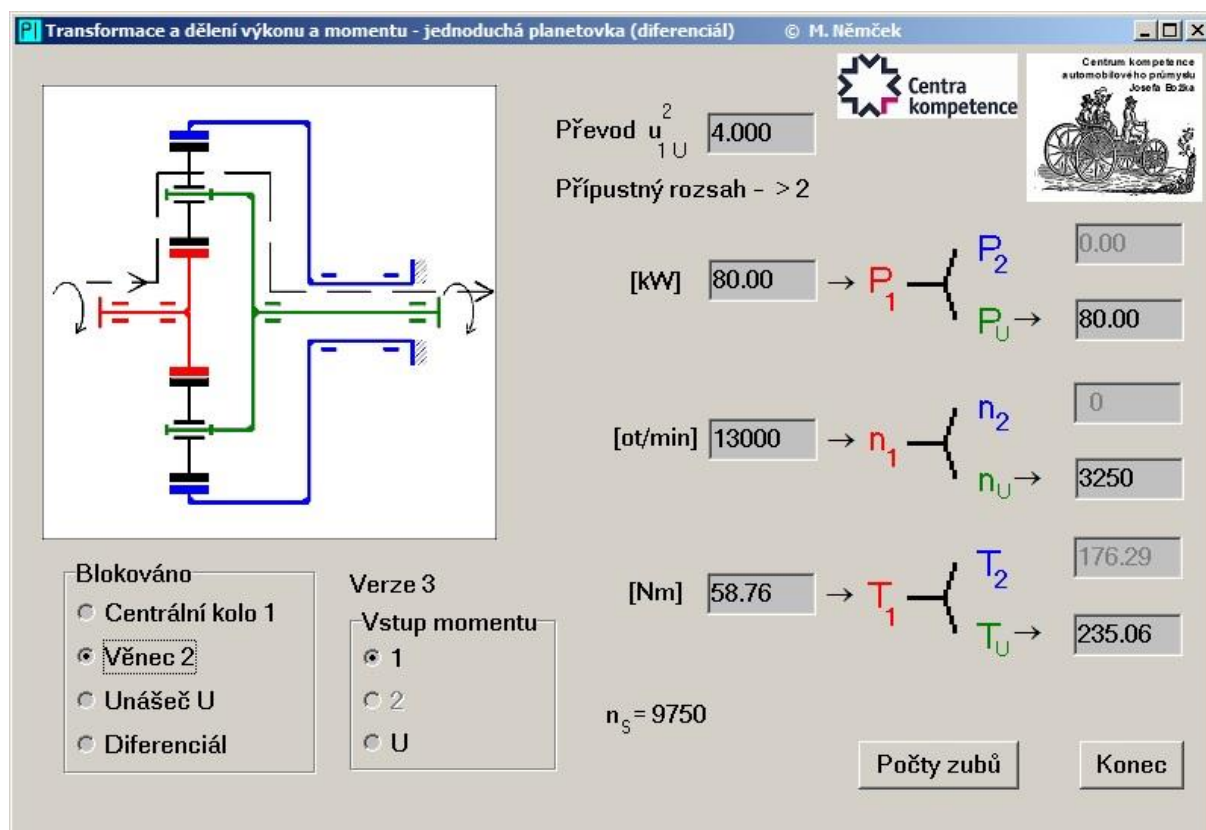 PI Transformace a dělení výkonu a momentu - jednoduchá planetovka (diferenciál) © M. Němček
Centra
kompetence
Centrum kompetence
automobilového průmyslu
Josefa Božka
Převod u 2 1 U 4.000
Přípustný rozsah - > 2
[kW] 80.00 → P1
P2 0.00
PU → 80.00
[ot/min] 13000 → n1
n2 0
nU → 3250
[Nm] 58.76 → T1
T2 176.29
TU → 235.06
Blokováno
Centrální kolo 1
Věnec 2
Unášeč U
Diferenciál
Verze 3
Vstup momentu
1
2
U
nS = 9750
Počty zubů
Konec